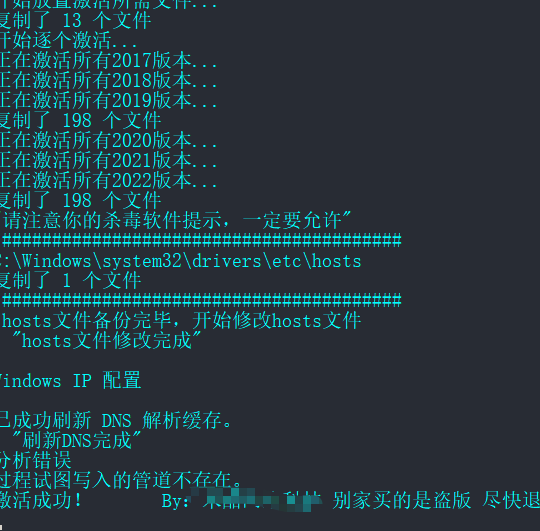 开始放置激活所需文件...
复制了 13 个文件
开始逐个激活...
正在激活所有2017版本...
正在激活所有2018版本...
正在激活所有2019版本...
复制了 198 个文件
正在激活所有2020版本...
正在激活所有2021版本...
正在激活所有2022版本...
复制了 198 个文件
"请注意你的杀毒软件提示，一定要允许"
########################################
C:\Windows\system32\drivers\etc\hosts
复制了 1 个文件
########################################
"hosts文件备份完毕，开始修改hosts文件
"hosts文件修改完成"
Windows IP 配置
已成功刷新 DNS 解析缓存。
"刷新DNS完成"
分析错误
过程试图写入的管道不存在。
激活成功！ By: 别家买的是盗版 尽快退